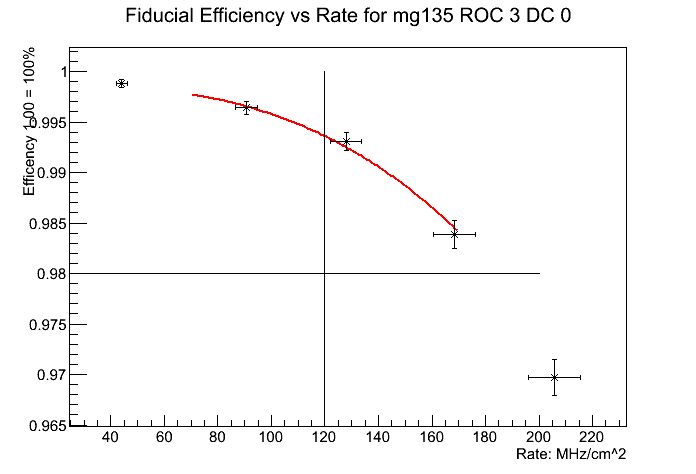 Fiducial Efficiency vs Rate for mg135 ROC 3 DC 0
Efficency 1.00 = 100%
1
0.995
0.99
0.985
0.98
0.975
0.97
0.965
40 60 80 100 120 140 160 180 200 220
Rate: MHz/cm^2